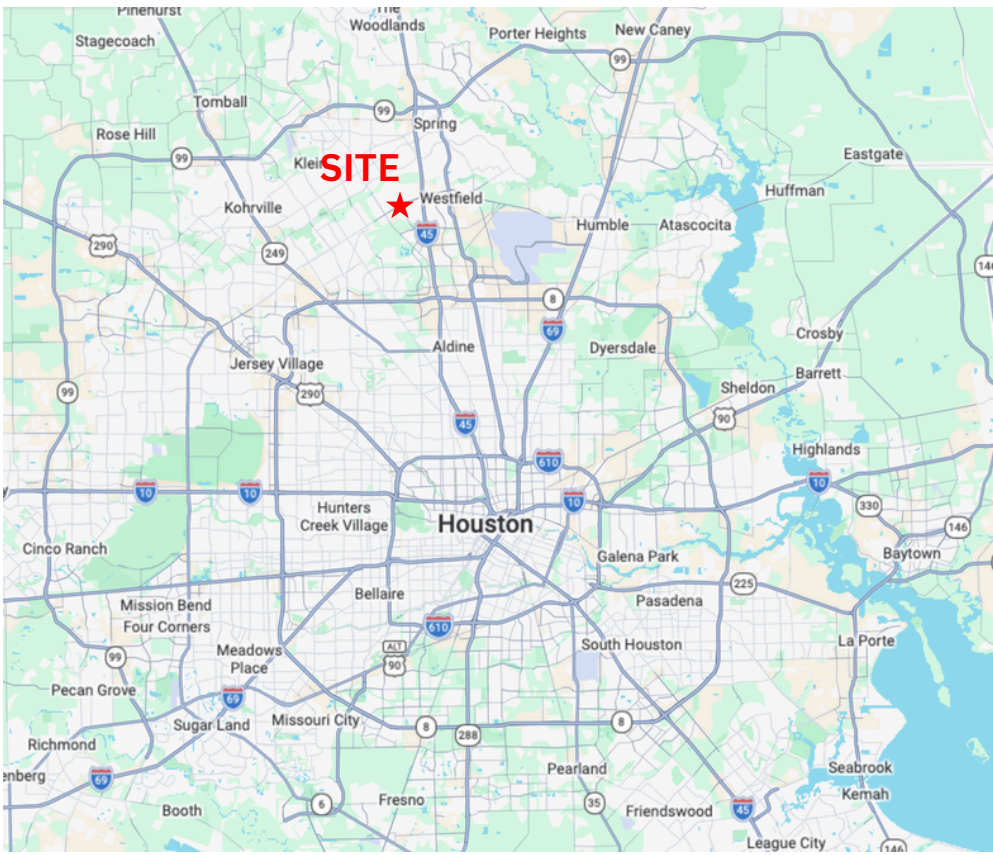 Pinehurst
The
Woodlands
Porter Heights
New Caney
Stagecoach
99
Tomball
99
Spring
Rose Hill
99
Klein
SITE
Eastgate
Westfield
Huffman
Kohrville
Humble
Atascocita
45
290
249
146
8
69
Crosby
Aldine
Dyersdale
Jersey Village
Barrett
Sheldon
99
290
90
45
Highlands
610
10
10
10
10
330
Hunters
Creek Village
Houston
146
Cinco Ranch
Galena Park
Baytown
225
Bellaire
Mission Bend
Four Corners
Pasadena
610
La Porte
South Houston
ALT
90
Meadows
Place
99
Pecan Grove
69
Sugar Land
Missouri City
8
288
8
Richmond
enberg
69
Pearland
Seabrook
Kemah
Booth
6
Fresno
35
Friendswood
45
League City
146